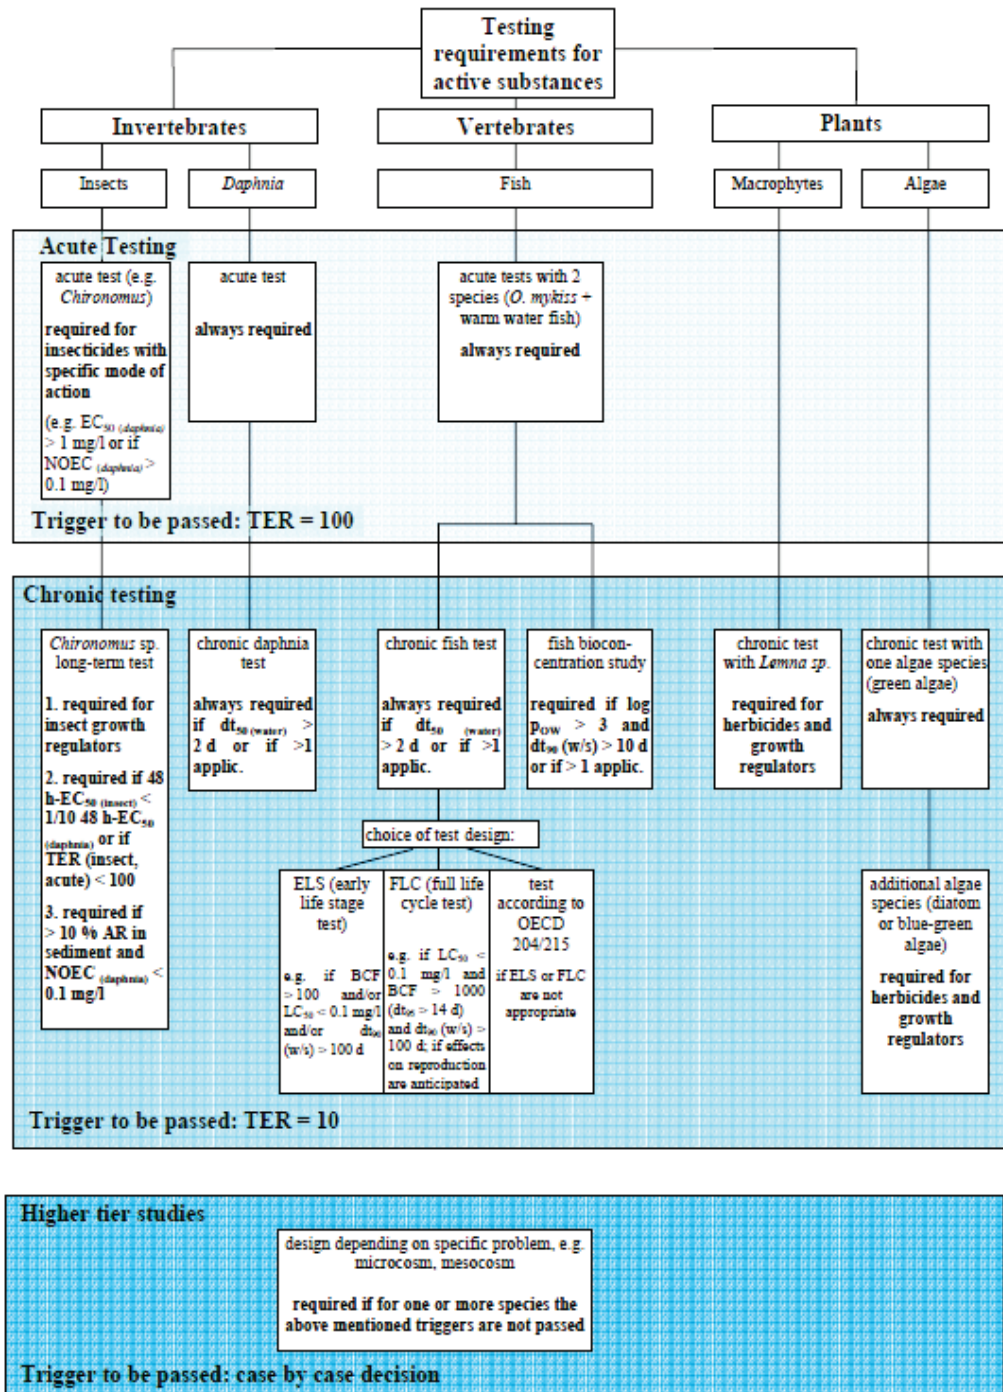 Testing
requirements for
active substances
Invertebrates
Vertebrates
Plants
Insects
Daphnia
Fish
Macrophytes
Algae
Acute Testing
acute test (e.g.
Chironomus)
required for
insecticides with
specific mode of
action
(e.g. EC50 (daphnia)
> 1 mg/l or if
NOEC (daphnia) >
0.1 mg/l)
acute test
always required
acute tests with 2
species (O. mykiss +
warm water fish)
always required
Trigger to be passed: TER = 100
Chronic testing
Chironomus sp.
long-term test
1. required for
insect growth
regulators
2. required if 48
h-EC50 (insect) <
1/10 48 h-EC50
(daphnia) or if
TER (insect,
acute) < 100
3. required if
> 10 % AR in
sediment and
NOEC (daphnia) <
0.1 mg/l
chronic daphnia
test
always required
if dt50 (water) >
2 d or if >1
applic.
chronic fish test
always required
if dt50 (water)
> 2 d or if >1
applic.
fish biocon-
centration study
required if log
pOW > 3 and
dt90 (w/s) > 10 d
or if > 1 applic.
chronic test
with Lemna sp.
required for
herbicides and
growth
regulators
chronic test with
one algae species
(green algae)
always required
choice of test design:
ELS (early
life stage
test)
e.g. if BCF
> 100 and/or
LC50 < 0.1 mg/l
and/or dt90
(w/s) > 100 d
FLC (full life
cycle test)
e.g. if LC50 <
0.1 mg/l and
BCF > 1000
(dt95 > 14 d)
and dt90 (w/s) >
100 d; if effects
on reproduction
are anticipated
test
according to
OECD
204/215
if ELS or FLC
are not
appropriate
additional algae
species (diatom
or blue-green
algae)
required for
herbicides and
growth
regulators
Trigger to be passed: TER = 10
Higher tier studies
design depending on specific problem, e.g.
microcosm, mesocosm
required if for one or more species the
above mentioned triggers are not passed
Trigger to be passed: case by case decision